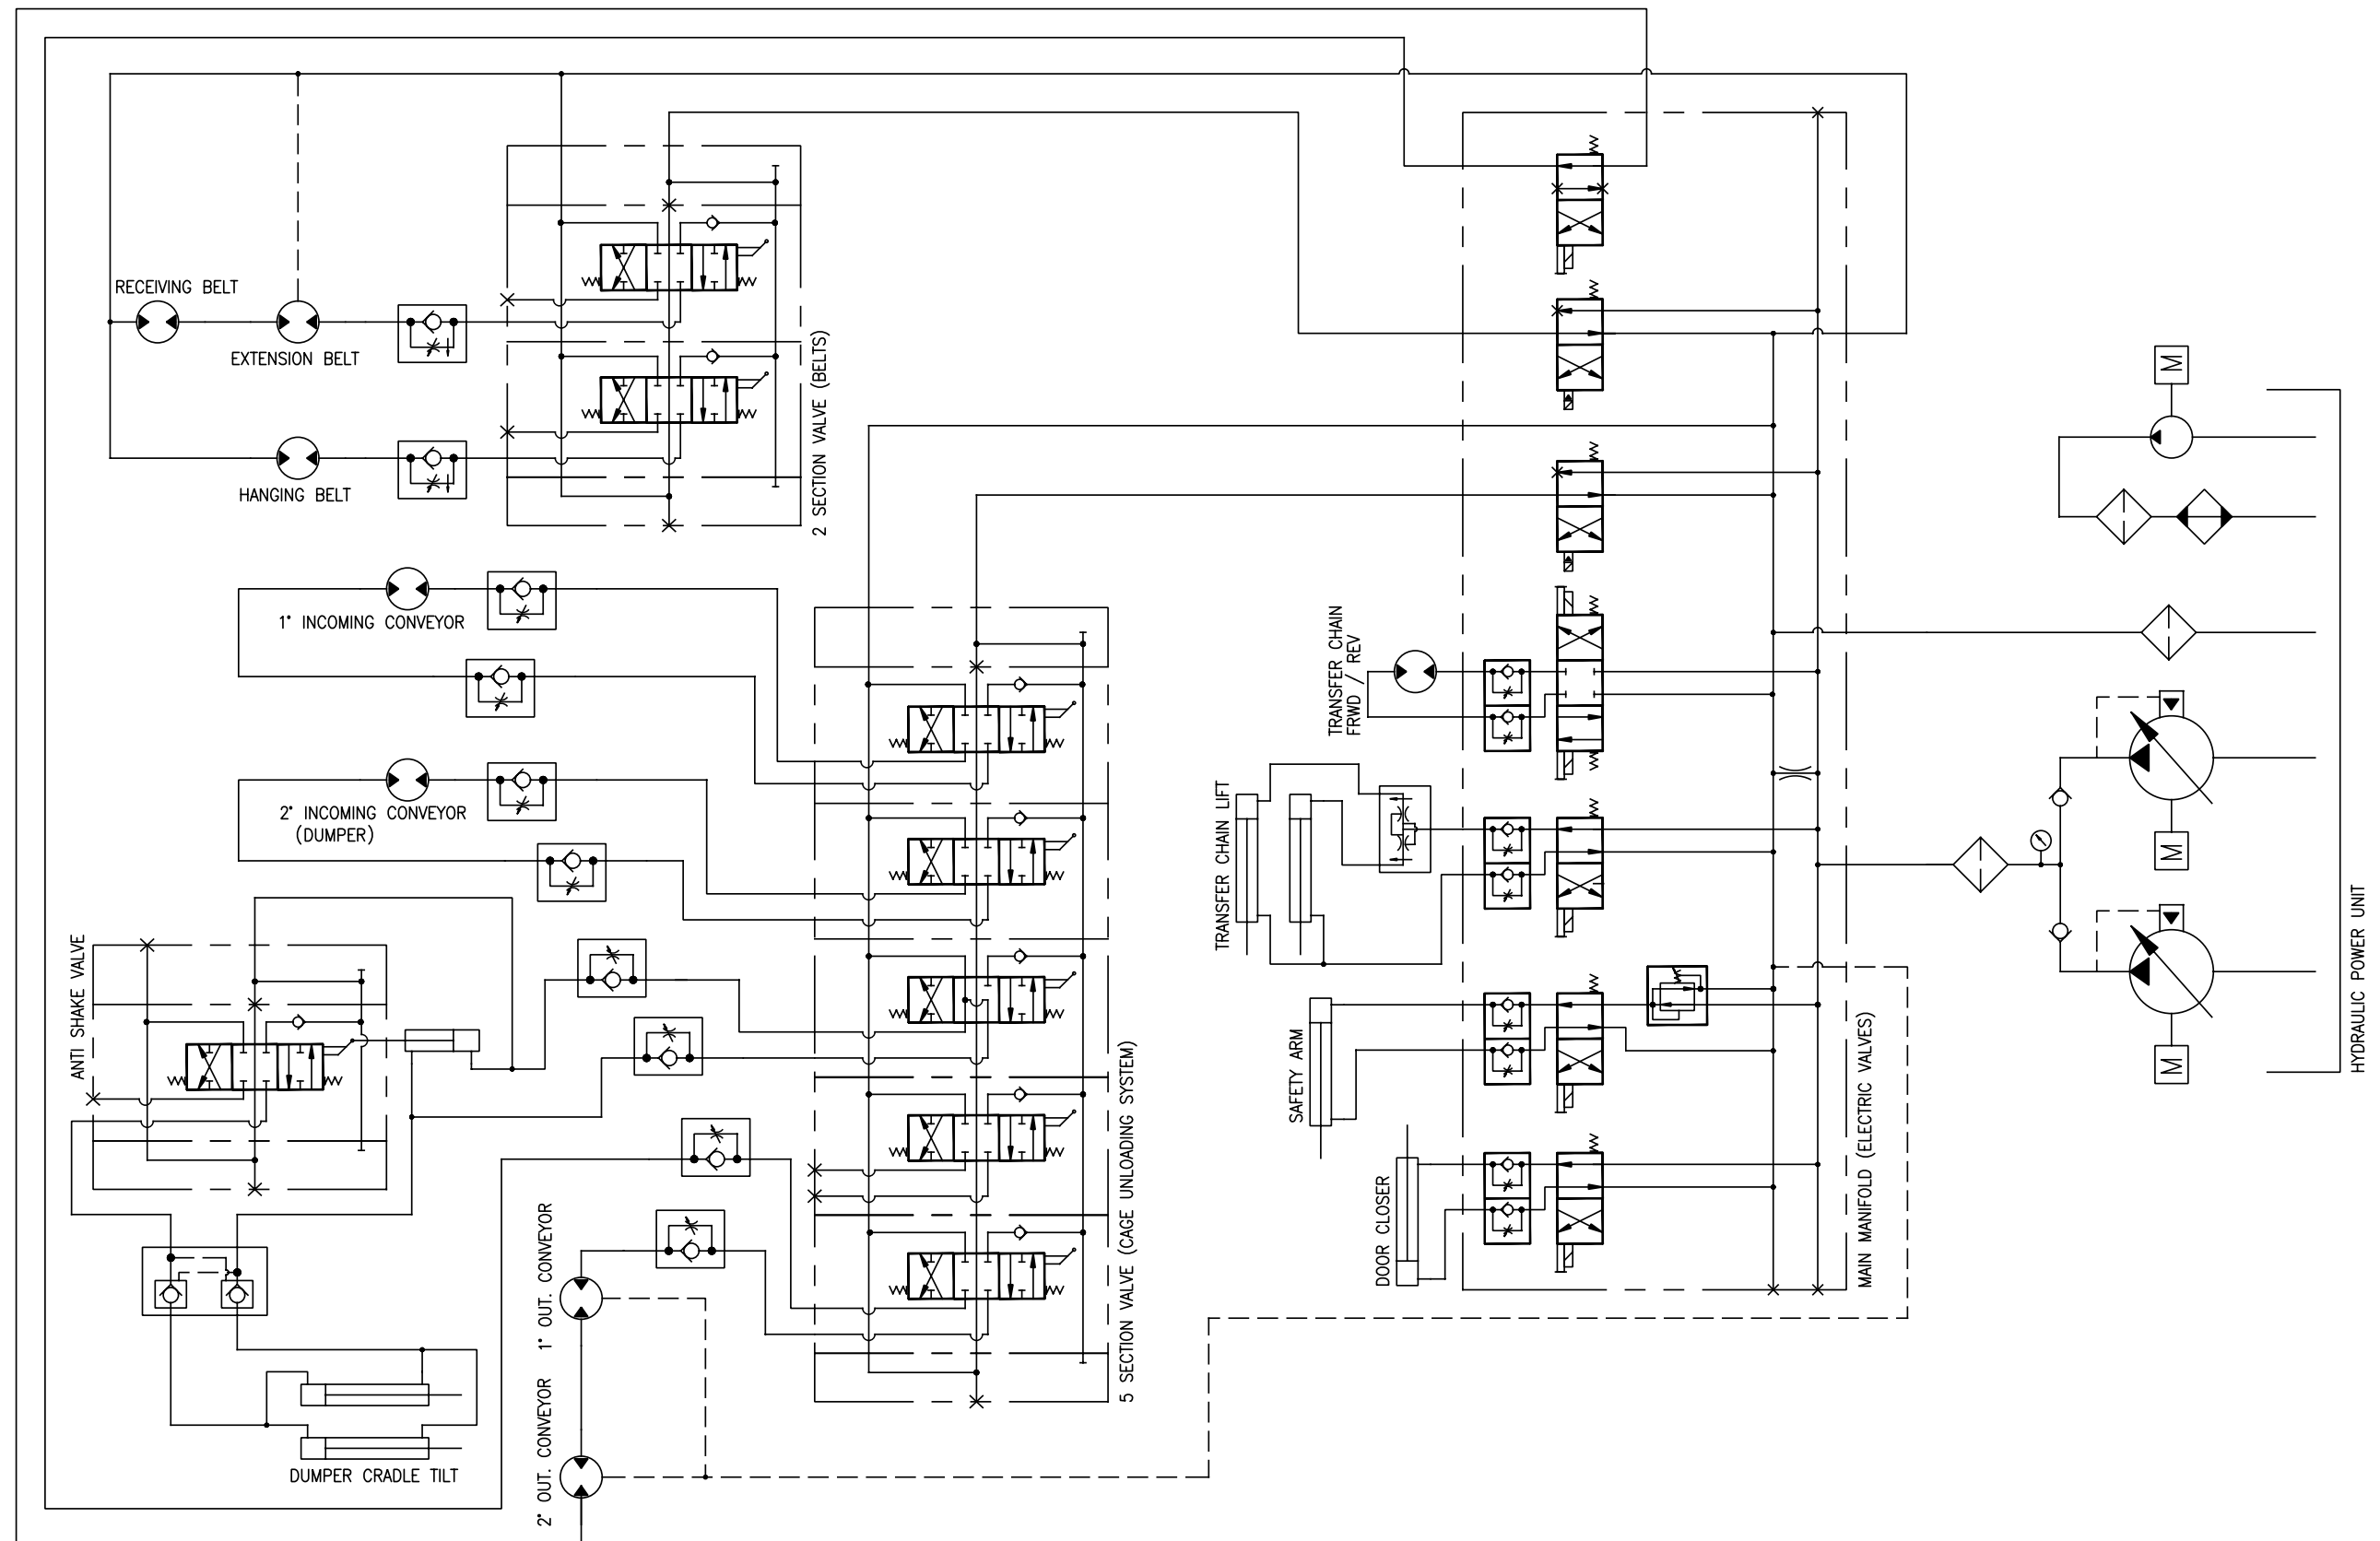 RECEIVING BELT
EXTENSION BELT
HANGING BELT
2 SECTION VALVE (BELTS)
1° INCOMING CONVEYOR
2° INCOMING CONVEYOR
(DUMPER)
ANTI SHAKE VALVE
DUMPER CRADLE TILT
1° OUT. CONVEYOR
2° OUT. CONVEYOR
5 SECTION VALVE (CAGE UNLOADING SYSTEM)
TRANSFER CHAIN
FRWD / REV
TRANSFER CHAIN LIFT
SAFETY ARM
DOOR CLOSER
MAIN MANIFOLD (ELECTRIC VALVES)
M
M
M
HYDRAULIC POWER UNIT